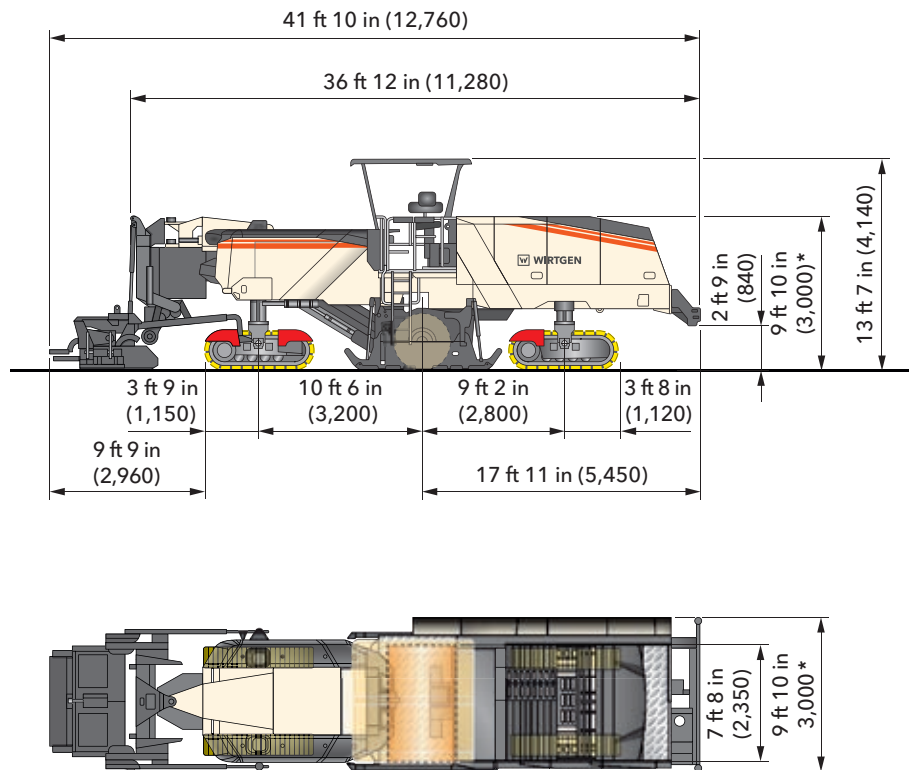 41 ft 10 in (12,760)
36 ft 12 in (11,280)
WIRTGEN
2 ft 9 in
(840)
9 ft 10 in
(3,000)*
13 ft 7 in (4,140)
3 ft 9 in
(1,150)
10 ft 6 in
(3,200)
9 ft 2 in
(2,800)
3 ft 8 in
(1,120)
9 ft 9 in
(2,960)
17 ft 11 in (5,450)
7 ft 8 in
(2,350)
9 ft 10 in
3,000 *